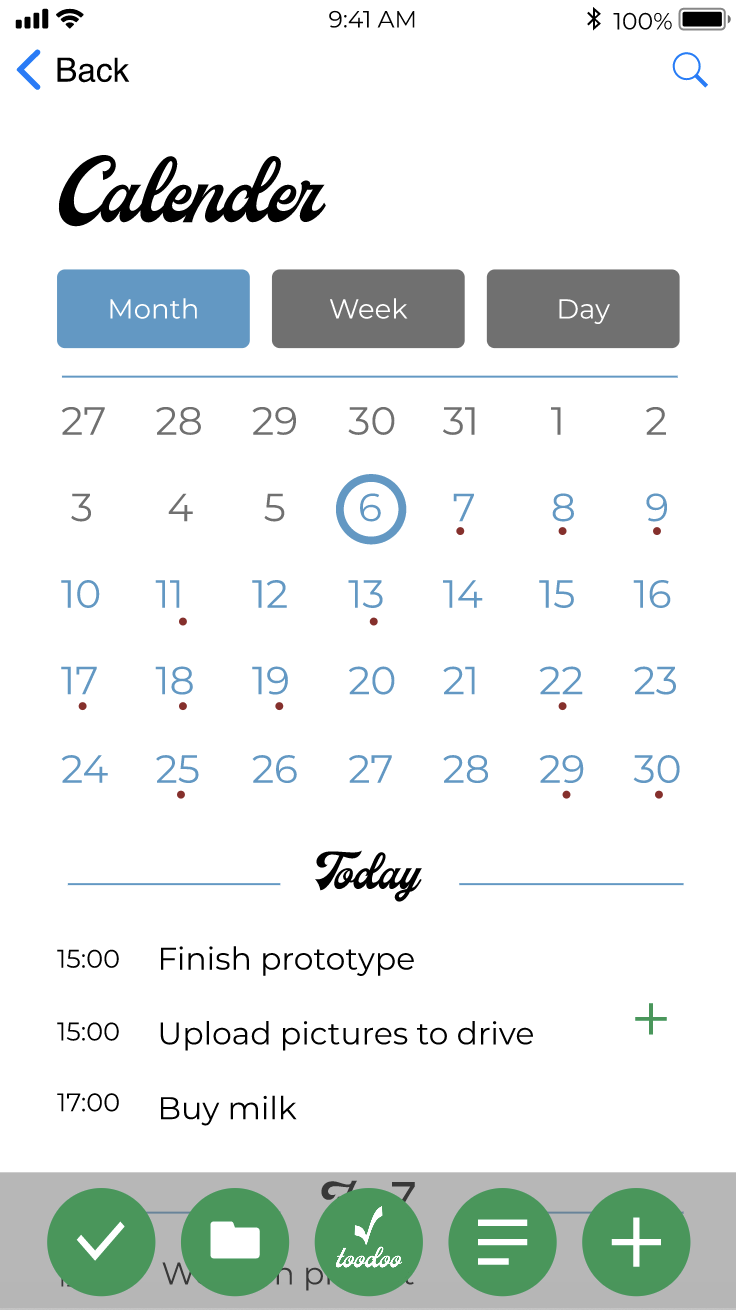 9:41 AM 100%
Back
Calender
Month Week Day
27 28 29 30 31 1 2
3 4 5 6 7 8 9
10 11 12 13 14 15 16
17 18 19 20 21 22 23
24 25 26 27 28 29 30
Today
15:00 Finish prototype
15:00 Upload pictures to drive
17:00 Buy milk
7
toodoo